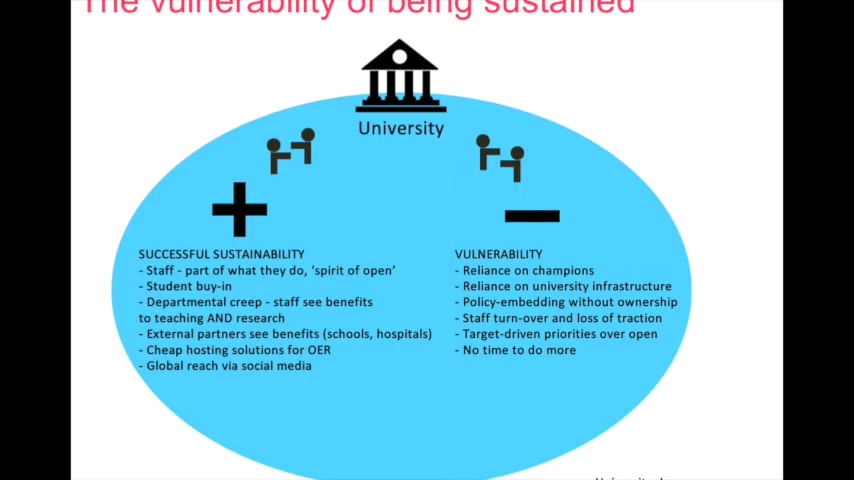 The vulnerability of being sustained
University
SUCCESSFUL SUSTAINABILITY
- Staff - part of what they do, ‘spirit of open’
- Student buy-in
- Departmental creep - staff see benefits
to teaching AND research
- External partners see benefits (schools, hospitals)
- Cheap hosting solutions for OER
- Global reach via social media
VULNERABILITY
- Reliance on champions
- Reliance on university infrastructure
- Policy-embedding without ownership
- Staff turn-over and loss of traction
- Target-driven priorities over open
- No time to do more